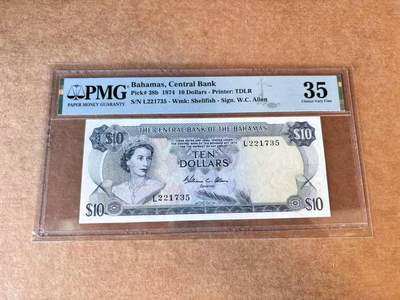 PMG
PAPER MONEY GUARANTY
Bahamas, Central Bank
Pick# 38b 1974 10 Dollars - Printer: TDLR
S/N L221735 - Wmk: Shellfish - Sign. W.C. Allen
35
Choice Very Fine
$10
THE CENTRAL BANK OF THE BAHAMAS
$10
L221735
TEN
DOLLARS
L221735
Governor
$10
$10